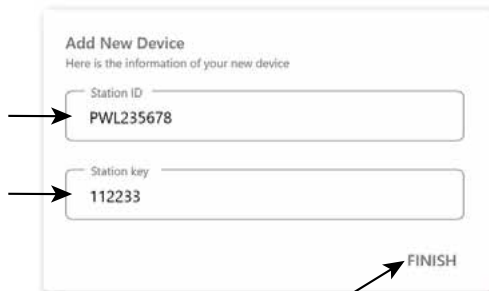 Add New Device
Here is the information of your new device
Station ID
PWL235678
Station key
112233
FINISH